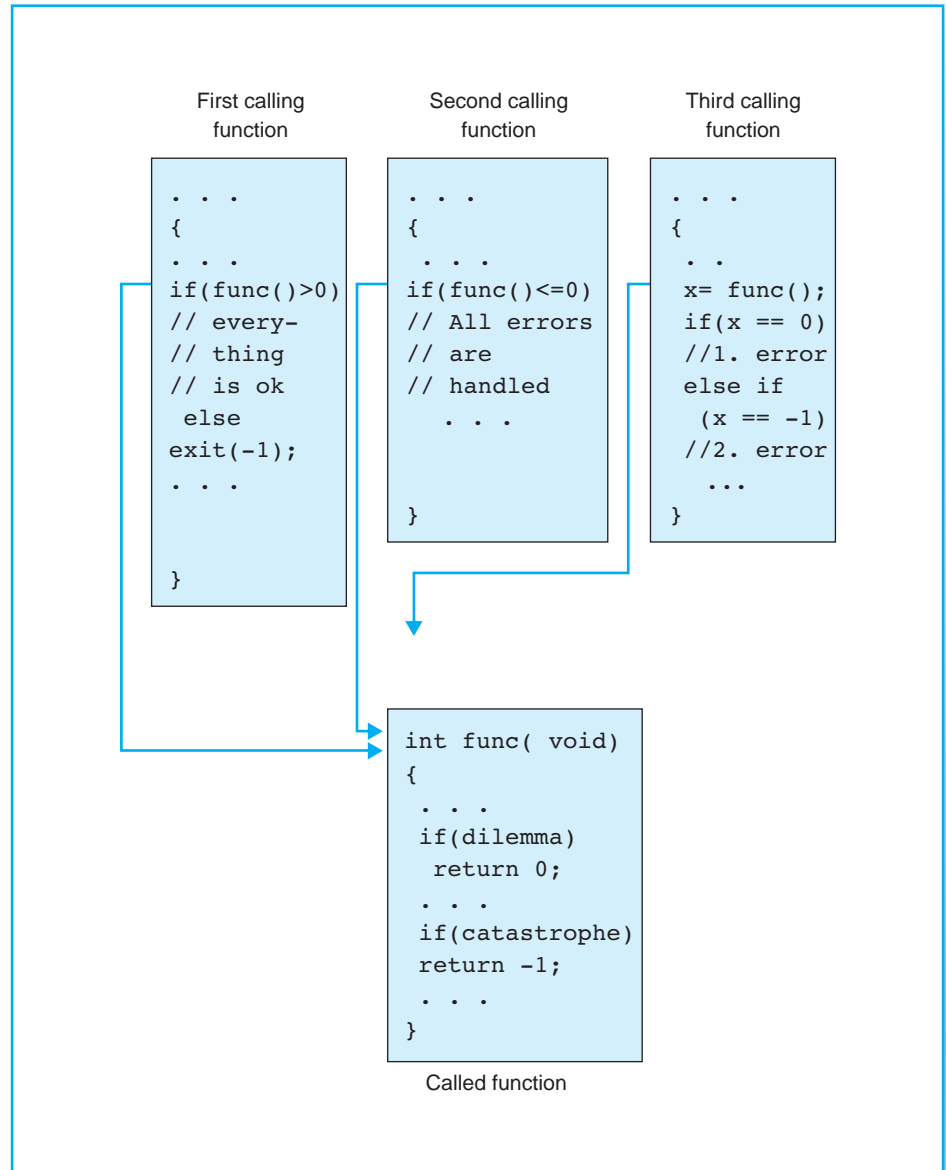 First calling
function
. . .
{
. . .
if(func()>0)
// every-
// thing
// is ok
else
exit(-1);
. . .
}
Second calling
function
. . .
{
. . .
if(func()<=0)
// All errors
// are
// handled
. . .
}
Third calling
function
. . .
{
. .
x= func();
if(x == 0)
//1. error
else if
(x == -1)
//2. error
...
}
int func( void)
{
. . .
if(dilemma)
return 0;
. . .
if(catastrophe)
return -1;
. . .
}
Called function